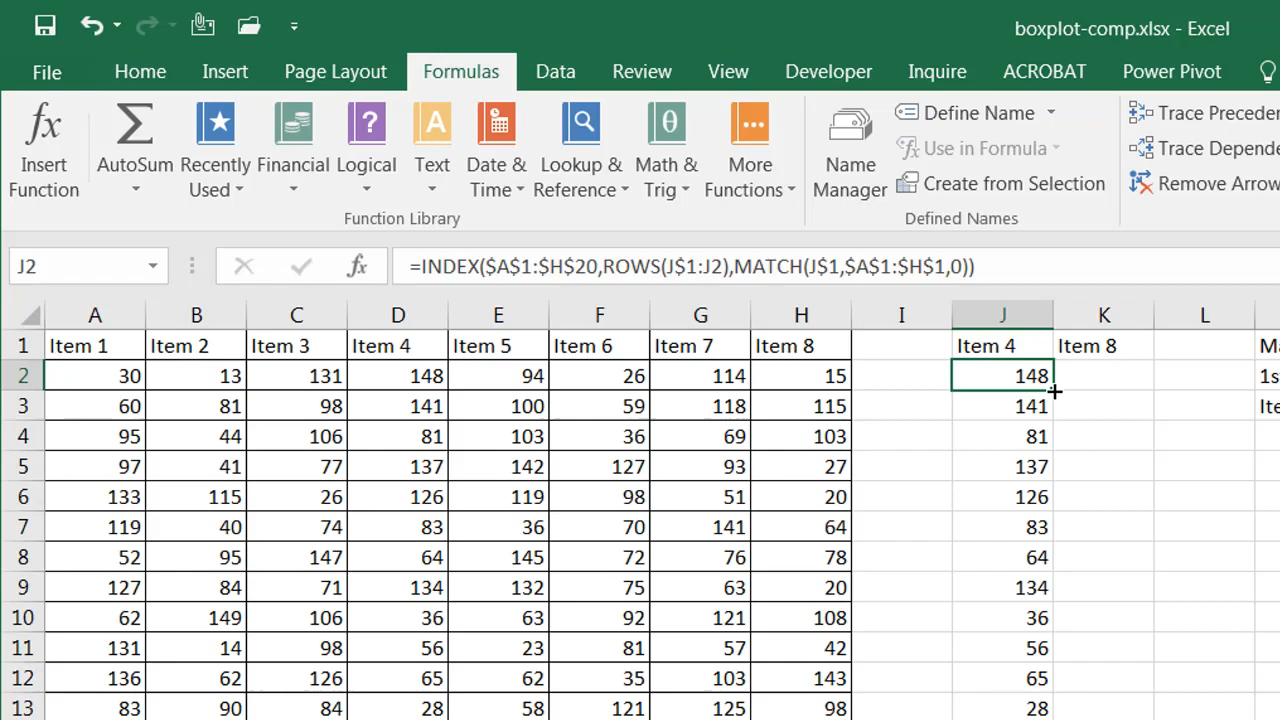 boxplot-comp.xlsx - Excel
File Home Insert Page Layout Formulas Data Review View Developer Inquire ACROBAT Power Pivot
fx Σ A ? θ
Insert Function
AutoSum
Recently Used
Financial
Logical
Text
Date & Time
Lookup & Reference
Math & Trig
More Functions
Function Library
Name Manager
Define Name
Use in Formula
Create from Selection
Defined Names
Trace Preceder
Trace Depende
Remove Arrow
J2 fx =INDEX($A$1:$H$20,ROWS(J$1:J2),MATCH(J$1,$A$1:$H$1,0))
A B C D E F G H I J K L
1 Item 1 Item 2 Item 3 Item 4 Item 5 Item 6 Item 7 Item 8 Item 4 Item 8 Ma
2 30 13 131 148 94 26 114 15 148 1s
3 60 81 98 141 100 59 118 115 141 Ite
4 95 44 106 81 103 36 69 103 81
5 97 41 77 137 142 127 93 27 137
6 133 115 26 126 119 98 51 20 126
7 119 40 74 83 36 70 141 64 83
8 52 95 147 64 145 72 76 78 64
9 127 84 71 134 132 75 63 20 134
10 62 149 106 36 63 92 121 108 36
11 131 14 98 56 23 81 57 42 56
12 136 62 126 65 62 35 103 143 65
13 83 90 84 28 58 121 125 98 28